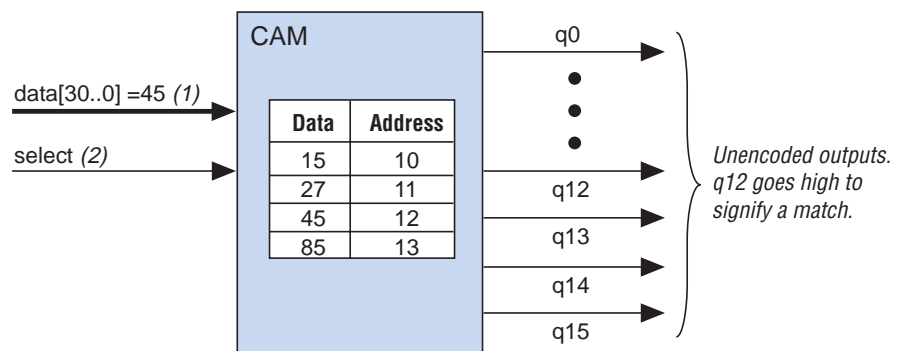 CAM
q0
data[30..0] =45 (1)
select (2)
Data Address
15 10
27 11
45 12
85 13
q12
q13
q14
q15
Unencoded outputs.
q12 goes high to
signify a match.